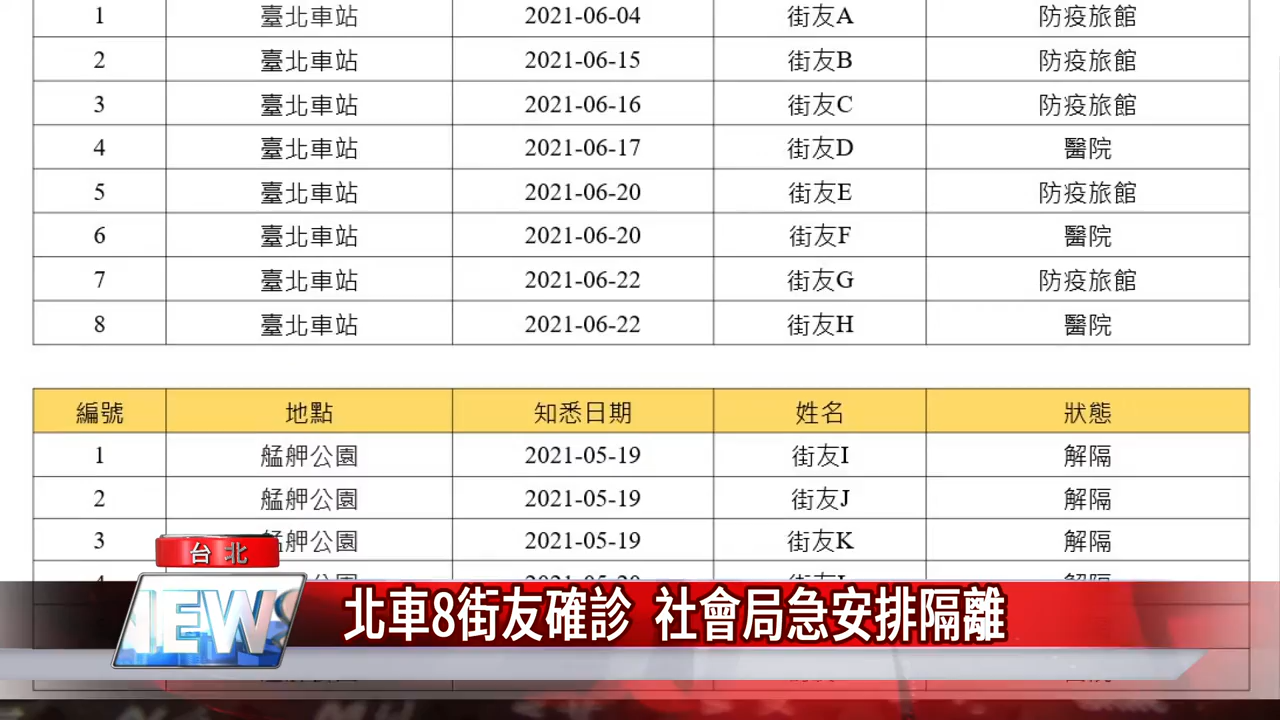 1 臺北車站 2021-06-04 街友A 防疫旅館
2 臺北車站 2021-06-15 街友B 防疫旅館
3 臺北車站 2021-06-16 街友C 防疫旅館
4 臺北車站 2021-06-17 街友D 醫院
5 臺北車站 2021-06-20 街友E 防疫旅館
6 臺北車站 2021-06-20 街友F 醫院
7 臺北車站 2021-06-22 街友G 防疫旅館
8 臺北車站 2021-06-22 街友H 醫院
編號 地點 知悉日期 姓名 狀態
1 艋舺公園 2021-05-19 街友I 解隔
2 艋舺公園 2021-05-19 街友J 解隔
3 艋舺公園 2021-05-19 街友K 解隔
台北
北車8街友確診 社會局急安排隔離